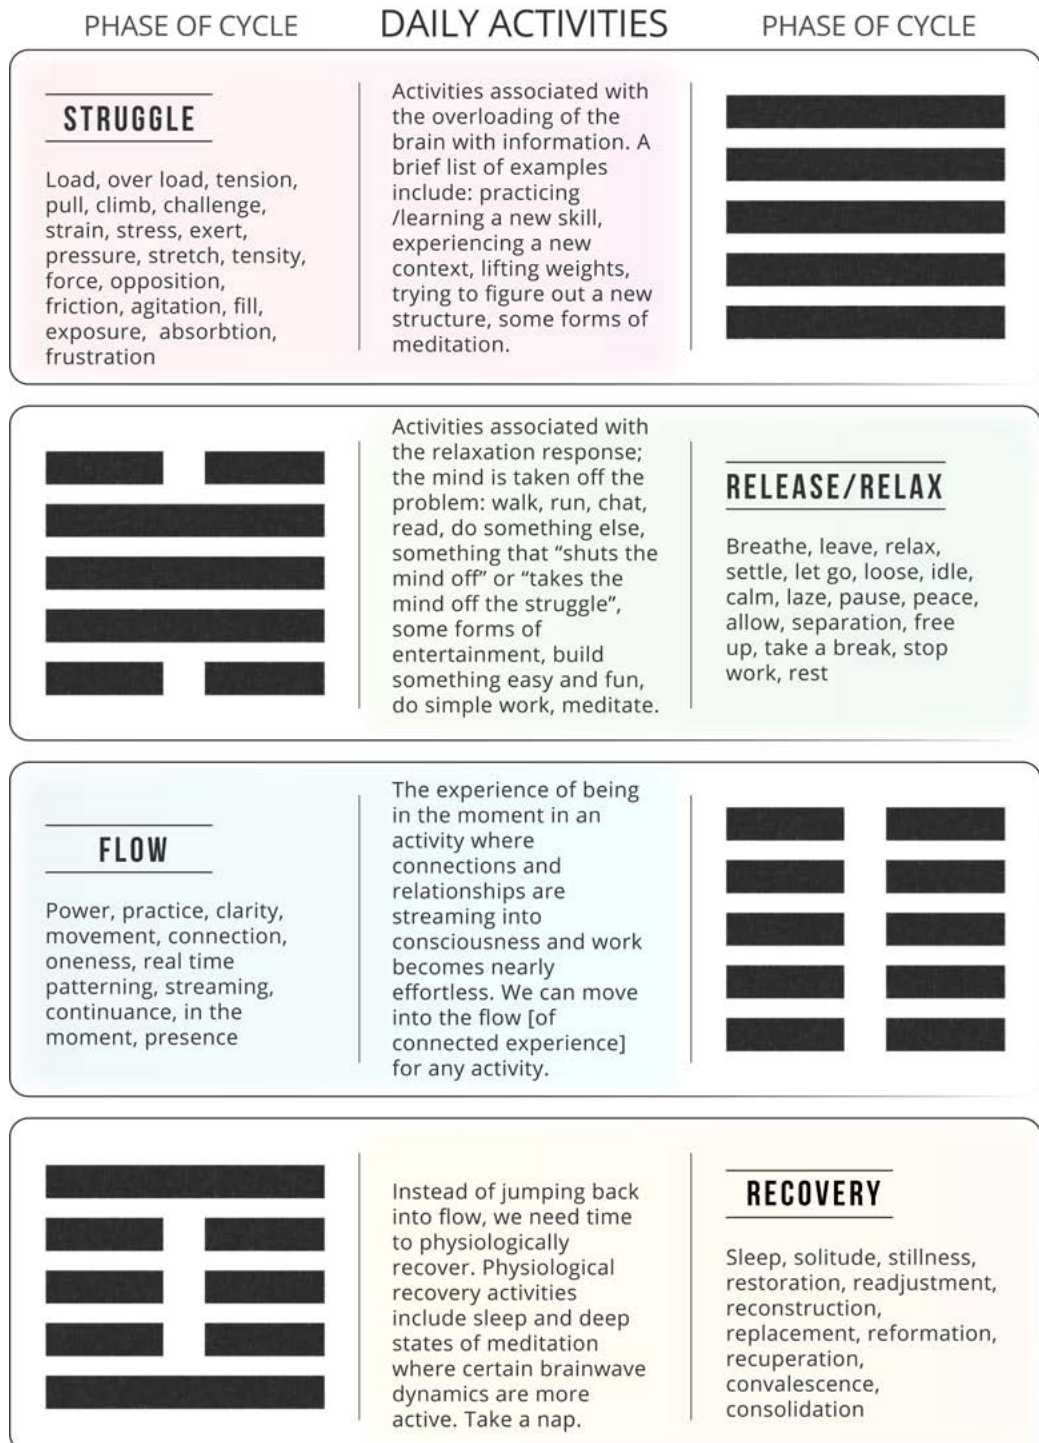 PHASE OF CYCLE
DAILY ACTIVITIES
PHASE OF CYCLE
STRUGGLE
Load, over load, tension,
pull, climb, challenge,
strain, stress, exert,
pressure, stretch, tensity,
force, opposition,
friction, agitation, fill,
exposure, absorbtion,
frustration
Activities associated with
the overloading of the
brain with information. A
brief list of examples
include: practicing
/learning a new skill,
experiencing a new
context, lifting weights,
trying to figure out a new
structure, some forms of
meditation.
Activities associated with
the relaxation response;
the mind is taken off the
problem: walk, run, chat,
read, do something else,
something that “shuts the
mind off” or “takes the
mind off the struggle”,
some forms of
entertainment, build
something easy and fun,
do simple work, meditate.
RELEASE/RELAX
Breathe, leave, relax,
settle, let go, loose, idle,
calm, laze, pause, peace,
allow, separation, free
up, take a break, stop
work, rest
FLOW
Power, practice, clarity,
movement, connection,
oneness, real time
patterning, streaming,
continuance, in the
moment, presence
The experience of being
in the moment in an
activity where
connections and
relationships are
streaming into
consciousness and work
becomes nearly
effortless. We can move
into the flow [of
connected experience]
for any activity.
Instead of jumping back
into flow, we need time
to physiologically
recover. Physiological
recovery activities
include sleep and deep
states of meditation
where certain brainwave
dynamics are more
active. Take a nap.
RECOVERY
Sleep, solitude, stillness,
restoration, readjustment,
reconstruction,
replacement, reformation,
recuperation,
convalescence,
consolidation